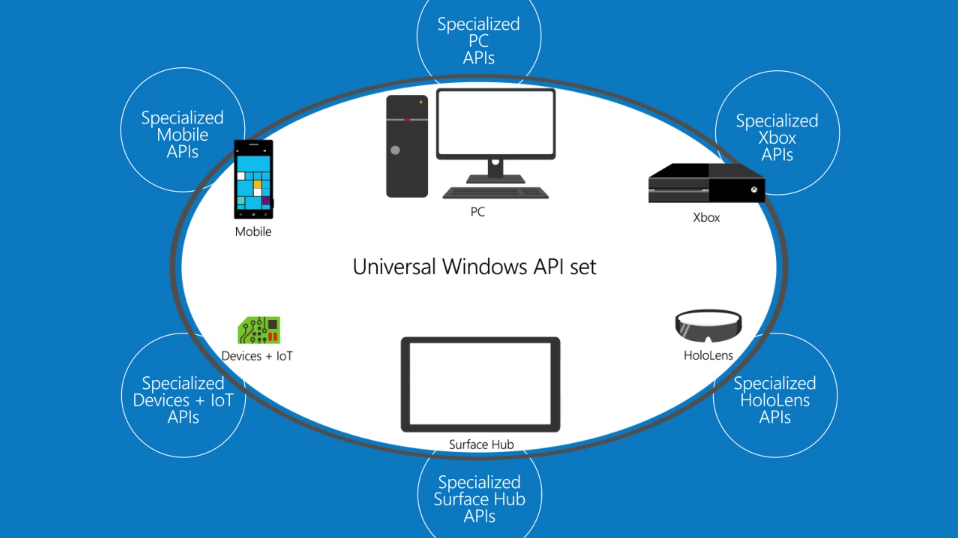 Specialized
PC
APIs
Specialized
Mobile
APIs
Specialized
Xbox
APIs
Mobile
PC
Xbox
Universal Windows API set
Devices + IoT
HoloLens
Surface Hub
Specialized
Devices + IoT
APIs
Specialized
HoloLens
APIs
Specialized
Surface Hub
APIs